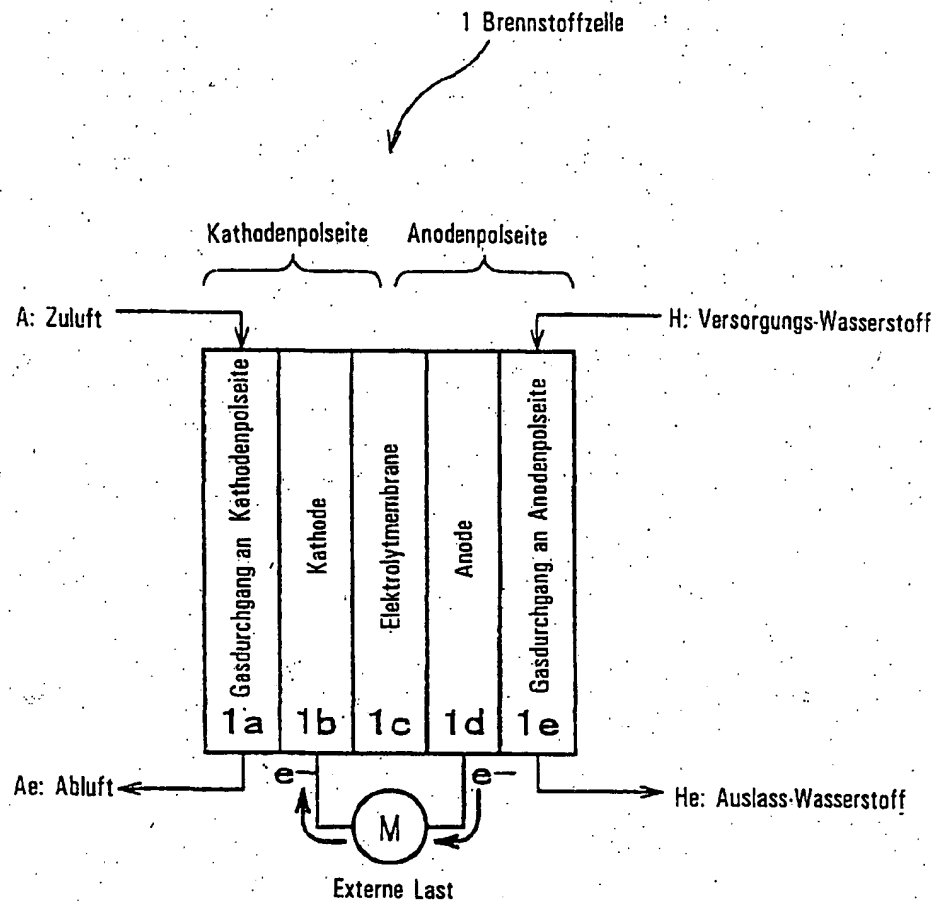 1 Brennstoffzelle
Kathodenpolseite
Anodenpolseite
A: Zuluft
H: Versorgungs-Wasserstoff
Gasdurchgang an Kathodenpolseite
Kathode
Elektrolytmembrane
Anode
Gasdurchgang an Anodenpolseite
1a
1b
1c
1d
1e
Ae: Abluft
e−
e−
He: Auslass-Wasserstoff
M
Externe Last